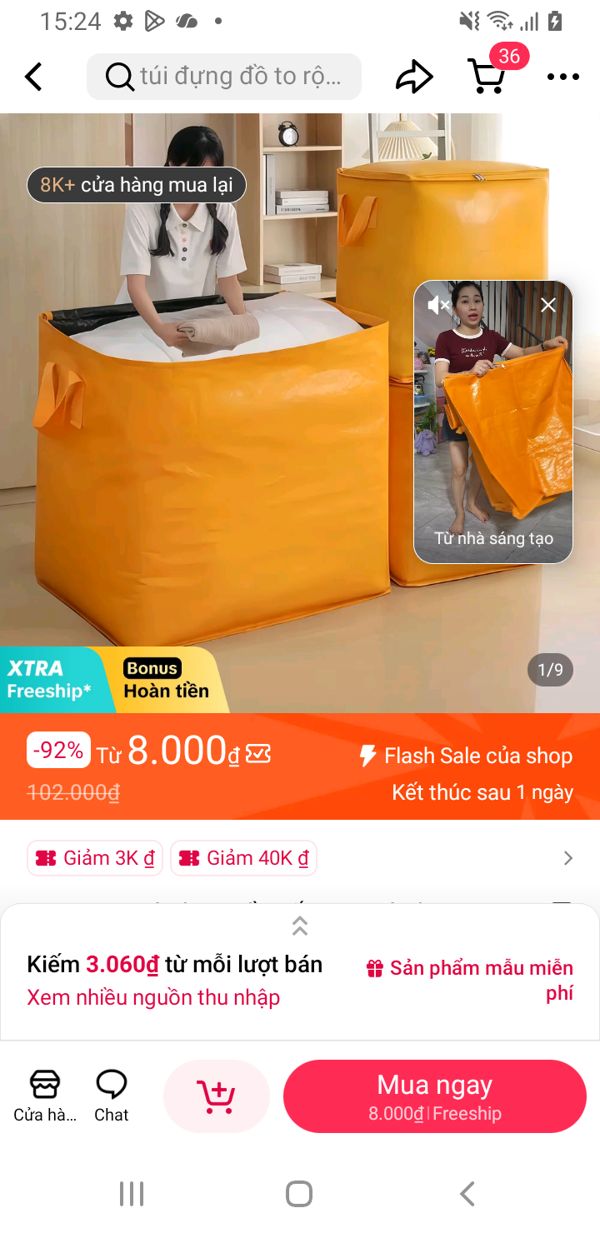 15:24
túi đựng đồ to rộ...
36
8K+ cửa hàng mua lại
Từ nhà sáng tạo
XTRA
Freeship*
Bonus
Hoàn tiền
1/9
-92% Từ 8.000₫
Flash Sale của shop
102.000₫
Kết thúc sau 1 ngày
Giảm 3K ₫
Giảm 40K ₫
Kiếm 3.060₫ từ mỗi lượt bán
Xem nhiều nguồn thu nhập
Sản phẩm mẫu miễn
phí
Cửa hà...
Chat
Mua ngay
8.000₫|Freeship